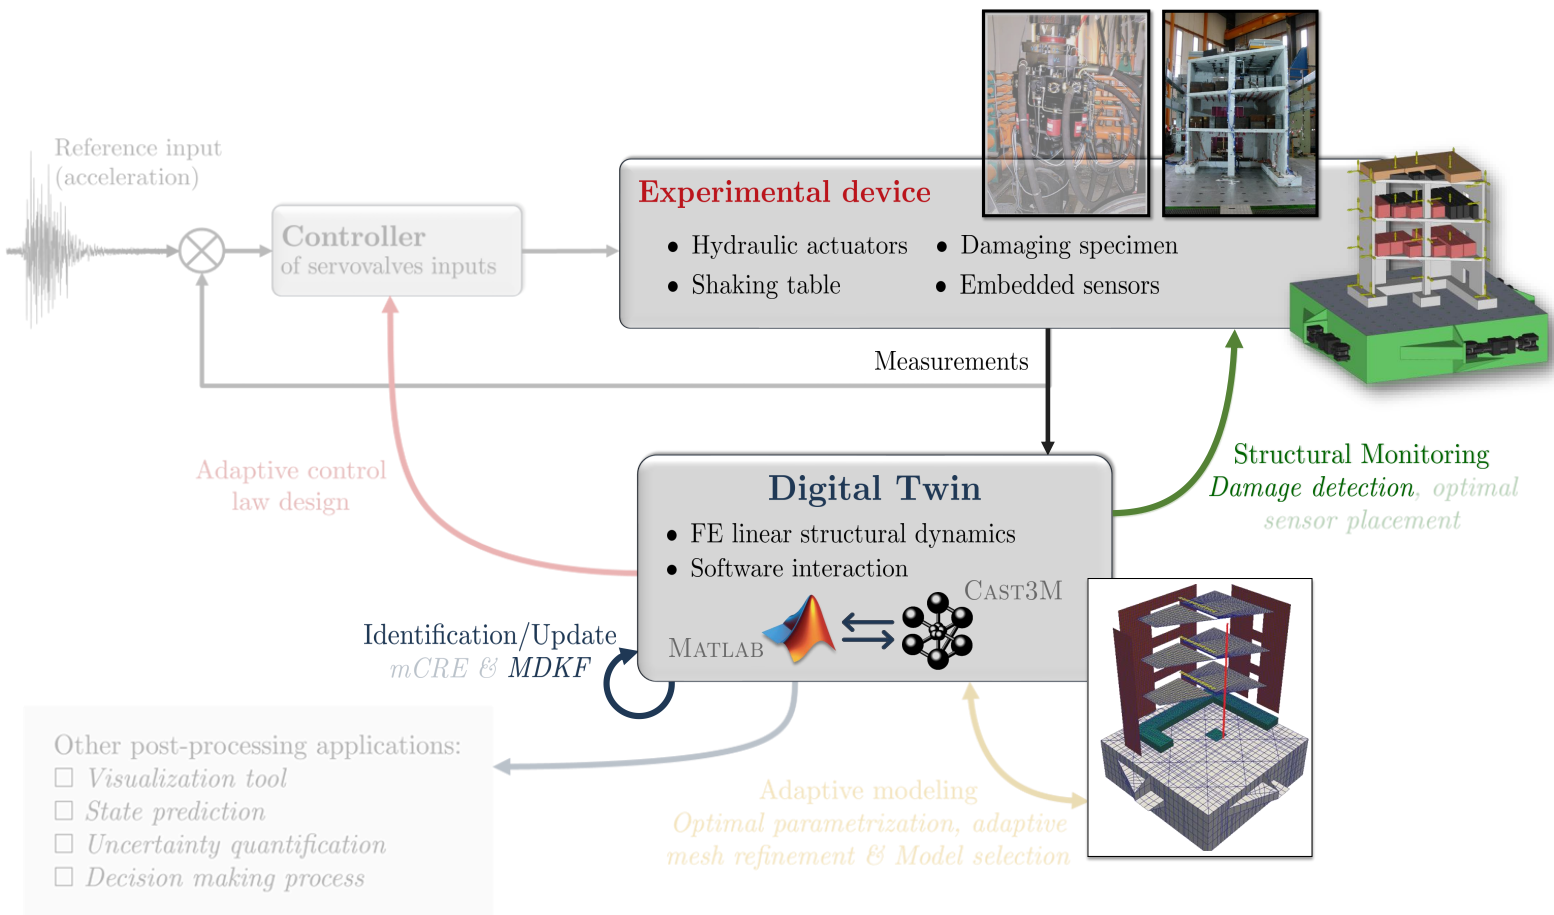 Reference input
(acceleration)
Controller
of servovalves inputs
Experimental device
• Hydraulic actuators
• Damaging specimen
• Shaking table
• Embedded sensors
Measurements
Adaptive control
law design
Structural Monitoring
Damage detection, optimal
sensor placement
Digital Twin
• FE linear structural dynamics
• Software interaction
CAST3M
MATLAB
Identification/Update
mCRE & MDKF
Other post-processing applications:
☐ Visualization tool
☐ State prediction
☐ Uncertainty quantification
☐ Decision making process
Adaptive modeling
Optimal parametrization, adaptive
mesh refinement & Model selection